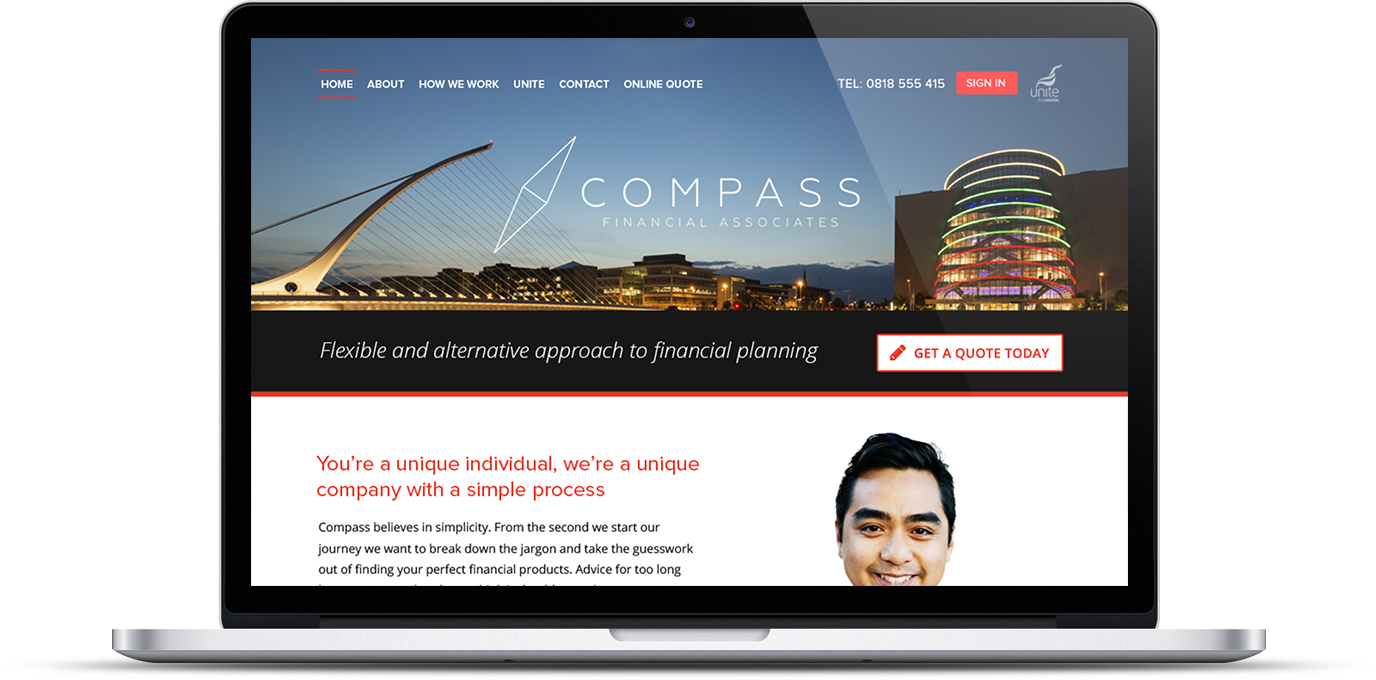 HOME ABOUT HOW WE WORK UNITE CONTACT ONLINE QUOTE TEL: 0818 555 415 SIGN IN
unite
COMPASS
FINANCIAL ASSOCIATES
Flexible and alternative approach to financial planning
GET A QUOTE TODAY
You’re a unique individual, we’re a unique
company with a simple process
Compass believes in simplicity. From the second we start our
journey we want to break down the jargon and take the guesswork
out of finding your perfect financial products. Advice for too long